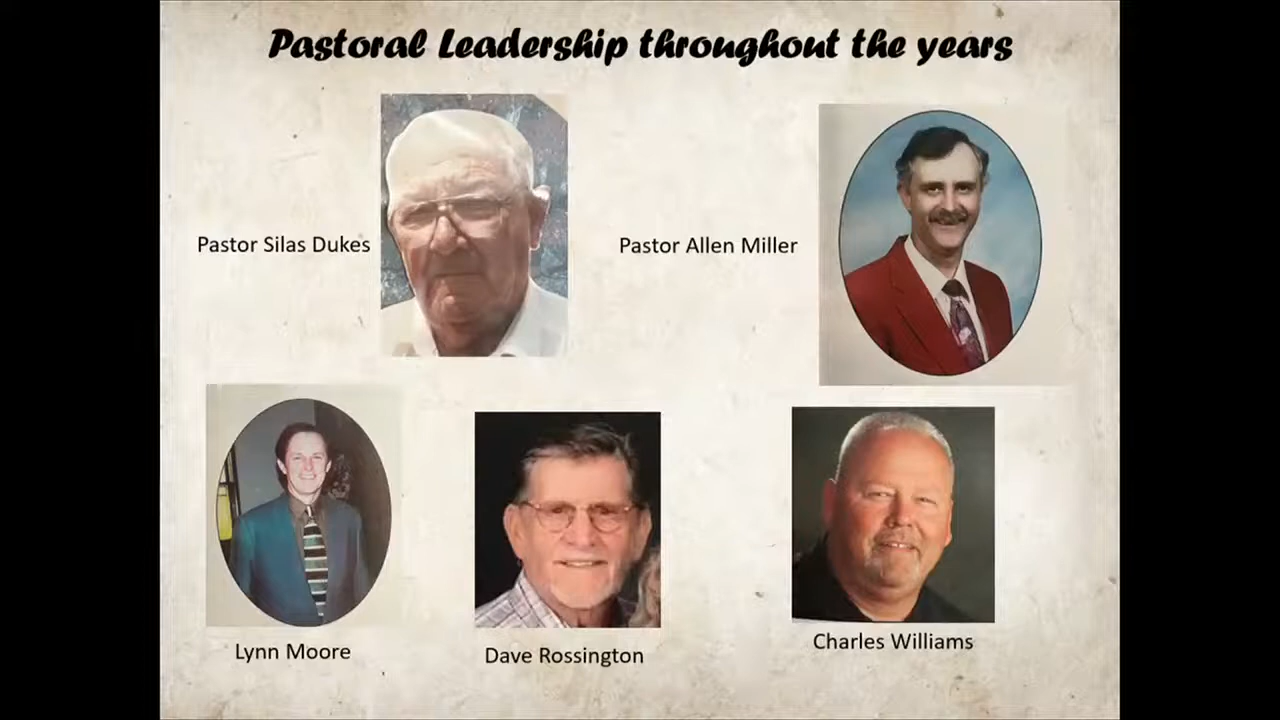 Pastoral Leadership throughout the years
Pastor Silas Dukes
Pastor Allen Miller
Lynn Moore
Dave Rossington
Charles Williams